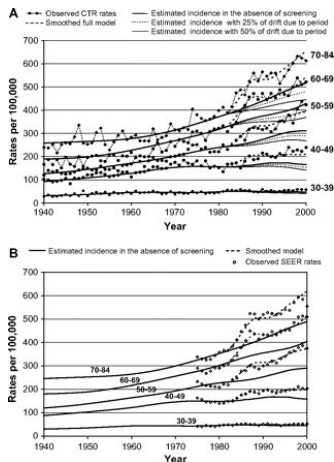 A
Observed CTR rates
Smoothed full model
Estimated incidence in the absence of screening
Estimated incidence with 25% of drift due to period
Estimated incidence with 50% of drift due to period
Rates per 100,000
700
600
500
400
300
200
100
0
70-84
60-69
50-59
40-49
30-39
1940 1950 1960 1970 1980 1990 2000
Year
B
Estimated incidence in the absence of screening
Smoothed model
Observed SEER rates
Rates per 100,000
700
600
500
400
300
200
100
0
70-84
60-69
50-59
40-49
30-39
1940 1950 1960 1970 1980 1990 2000
Year